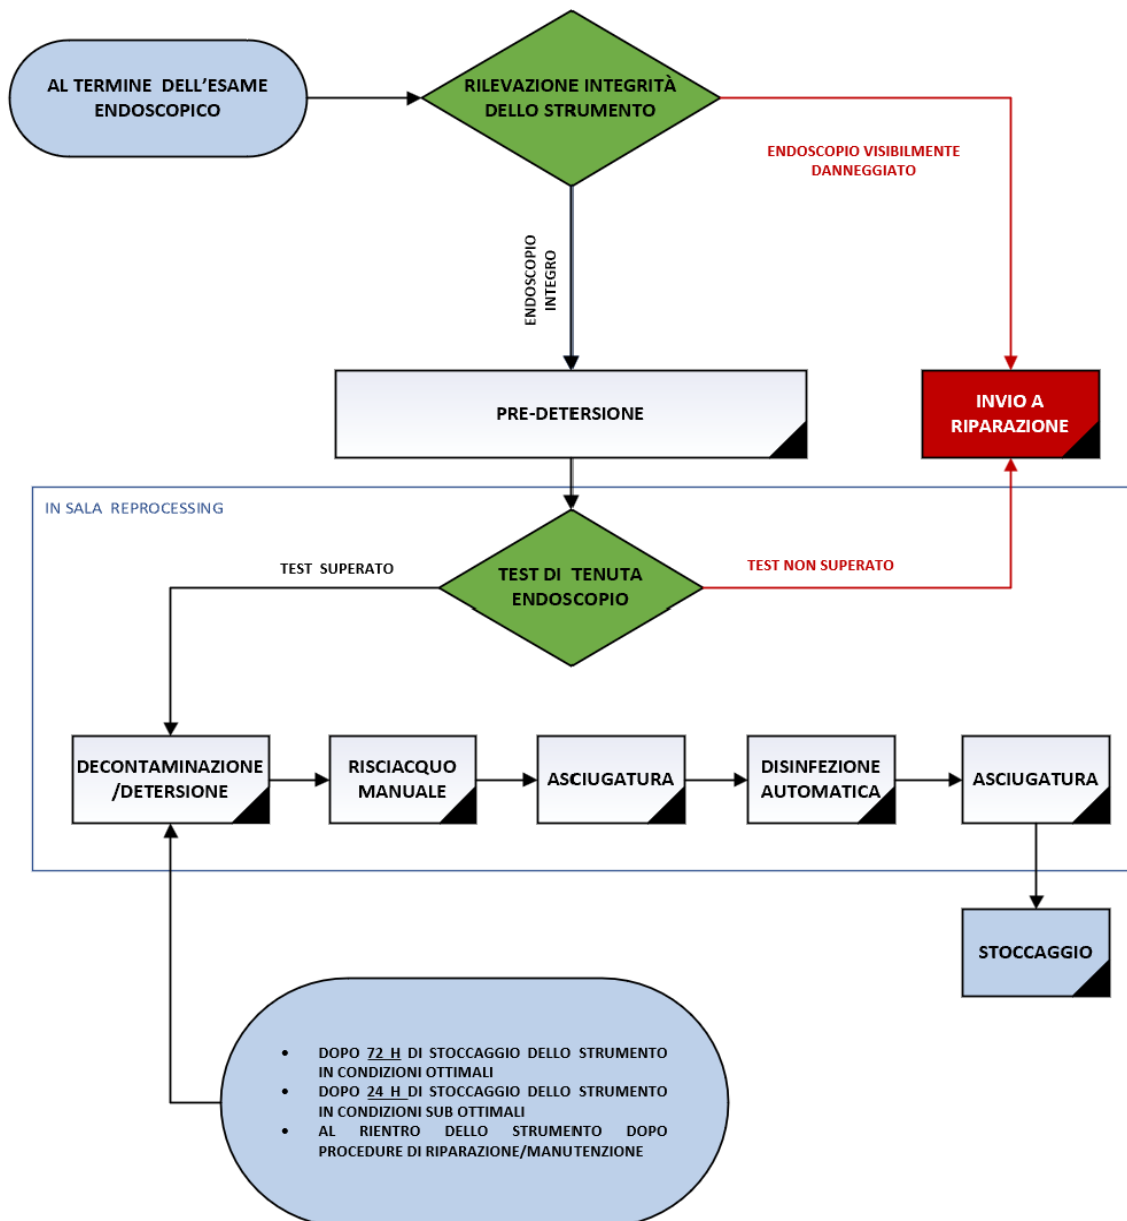 AL TERMINE DELL'ESAME
ENDOSCOPICO
RILEVAZIONE INTEGRITÀ
DELLO STRUMENTO
ENDOSCOPIO VISIBILMENTE
DANNEGGIATO
ENDOSCOPIO
INTEGRO
PRE-DETERSIONE
INVIO A
RIPARAZIONE
IN SALA REPROCESSING
TEST SUPERATO
TEST DI TENUTA
ENDOSCOPIO
TEST NON SUPERATO
DECONTAMINAZIONE
/DETERSIONE
RISCIACQUO
MANUALE
ASCIUGATURA
DISINFEZIONE
AUTOMATICA
ASCIUGATURA
STOCCAGGIO
• DOPO 72 H DI STOCCAGGIO DELLO STRUMENTO
IN CONDIZIONI OTTIMALI
• DOPO 24 H DI STOCCAGGIO DELLO STRUMENTO
IN CONDIZIONI SUB OTTIMALI
• AL RIENTRO DELLO STRUMENTO DOPO
PROCEDURE DI RIPARAZIONE/MANUTENZIONE